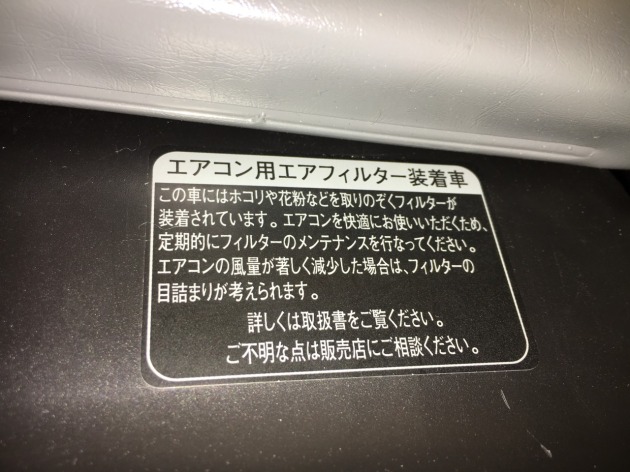 エアコン用エアフィルター装着車
この車にはホコリや花粉などを取りのぞくフィルターが
装着されています。エアコンを快適にお使いいただくため、
定期的にフィルターのメンテナンスを行なってください。
エアコンの風量が著しく減少した場合は、フィルターの
目詰まりが考えられます。
詳しくは取扱書をご覧ください。
ご不明な点は販売店にご相談ください。